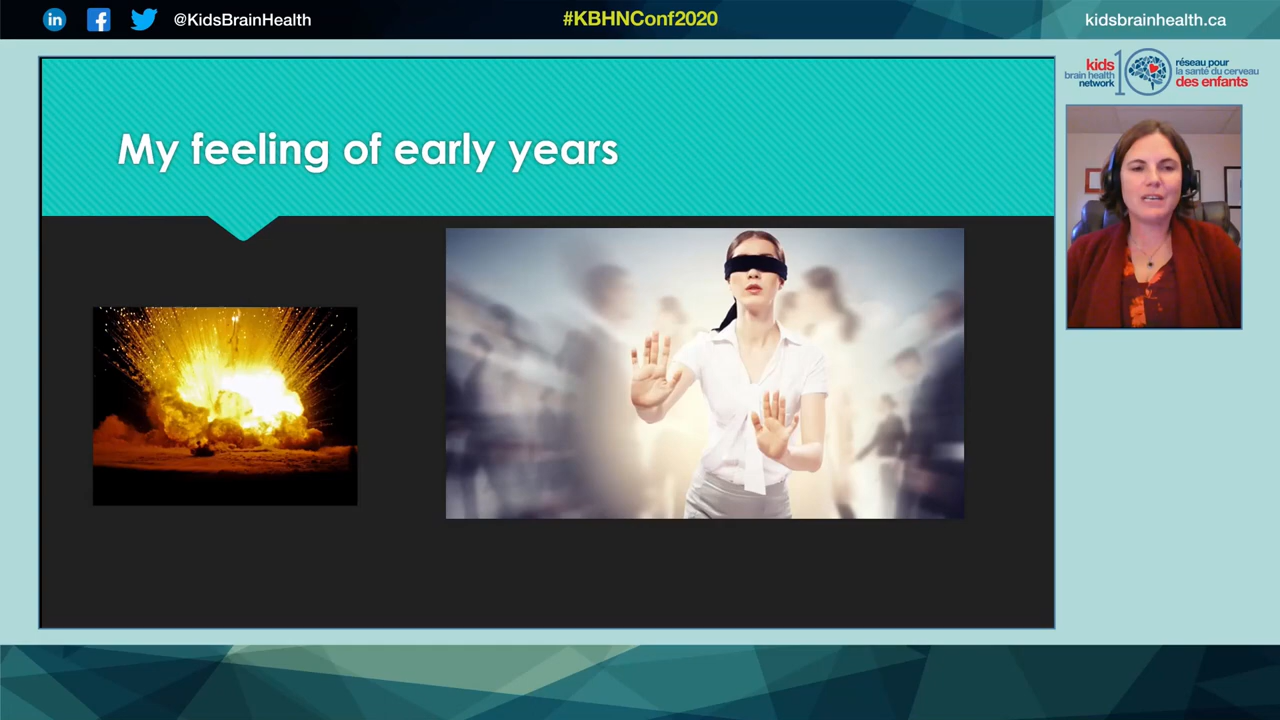 @KidsBrainHealth
#KBHNConf2020
kidsbrainhealth.ca
kids
brain health
network
10
réseau pour
la santé du cerveau
des enfants
My feeling of early years